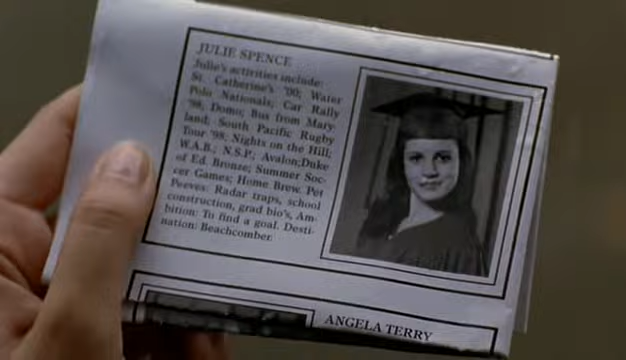 JULIE SPENCE
Julie's activities include:
St. Catherine's '00; Water
Polo Nationals; Car Rally
'98, Domo; Bus from Mary-
land; South Pacific Rugby
Tour '98, Nights on the Hill;
W.A.B.; N.S.P.; Avalon;Duke
of Ed. Bronze; Summer Soc-
cer Games; Home Brew. Pet
Peeves: Radar traps, school
construction, grad bio's, Am-
bition: To find a goal. Desti-
nation: Beachcomber.
ANGELA TERRY